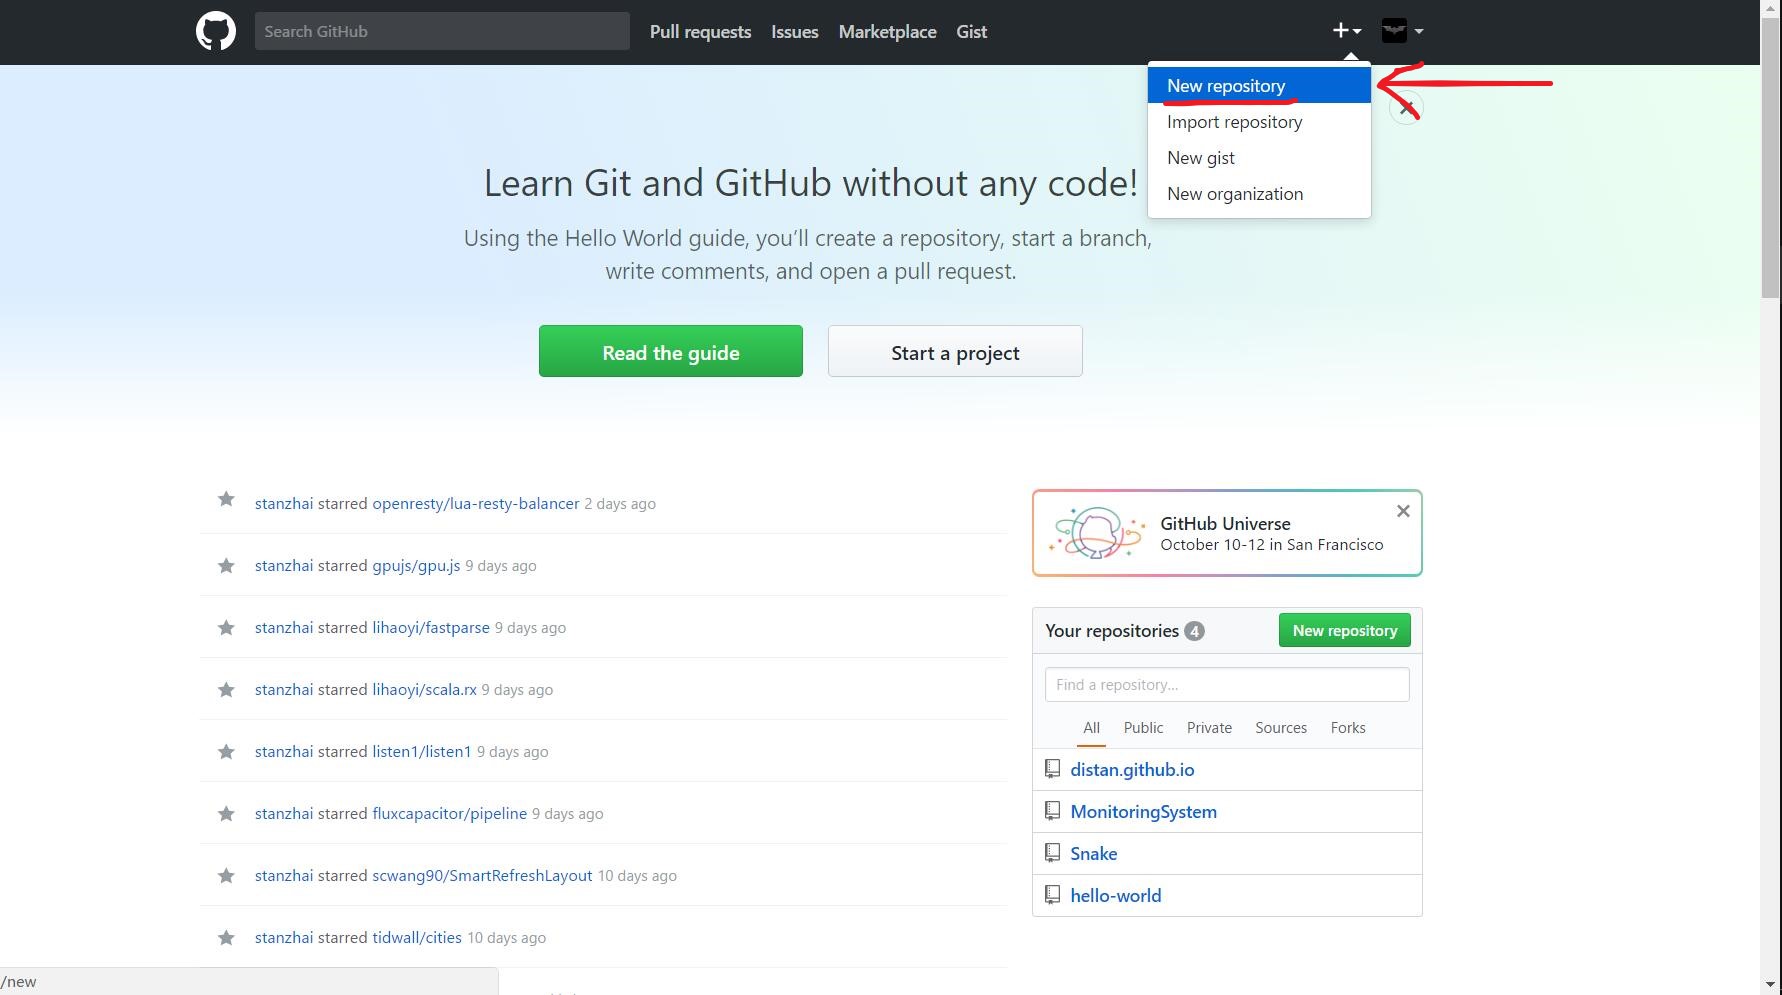 Search GitHub
Pull requests Issues Marketplace Gist
New repository
Import repository
New gist
New organization
Learn Git and GitHub without any code!
Using the Hello World guide, you’ll create a repository, start a branch,
write comments, and open a pull request.
Read the guide
Start a project
stanzhai starred openresty/lua-resty-balancer 2 days ago
stanzhai starred gpujs/gpu.js 9 days ago
stanzhai starred lihaoyi/fastparse 9 days ago
stanzhai starred lihaoyi/scala.rx 9 days ago
stanzhai starred listen1/listen1 9 days ago
stanzhai starred fluxcapacitor/pipeline 9 days ago
stanzhai starred scwang90/SmartRefreshLayout 10 days ago
stanzhai starred tidwall/cities 10 days ago
GitHub Universe
October 10-12 in San Francisco
Your repositories 4
New repository
Find a repository...
All Public Private Sources Forks
distan.github.io
MonitoringSystem
Snake
hello-world
/new